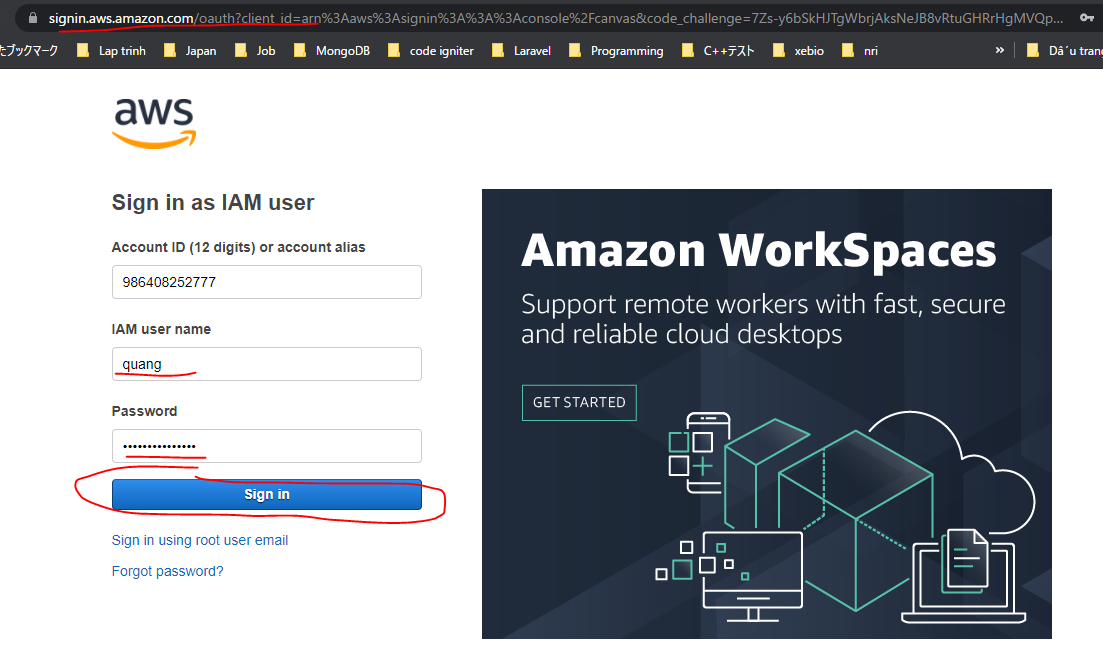 signin.aws.amazon.com/oauth?client_id=arn%3Aaws%3Asignin%3A%3A%3Aconsole%2Fcanvas&code_challenge=7Zs-y6bSkHJTgWbrjAksNeJB8vRtuGHRrHgMVQp...
たブックマーク Lap trinh Japan Job MongoDB code igniter Laravel Programming C++テスト xebio nri » Dấu trang
aws
Sign in as IAM user
Account ID (12 digits) or account alias
986408252777
IAM user name
quang
Password
•••••••••••••••
Sign in
Sign in using root user email
Forgot password?
Amazon WorkSpaces
Support remote workers with fast, secure
and reliable cloud desktops
GET STARTED